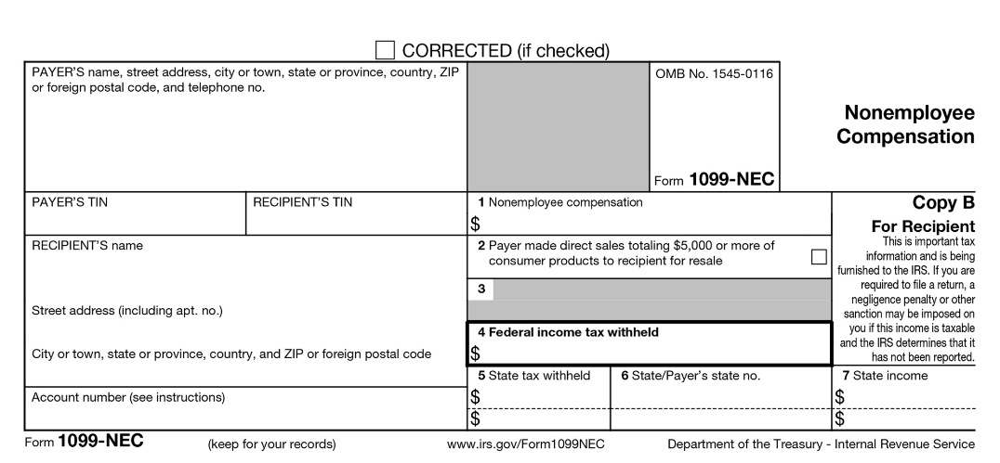 CORRECTED (if checked)
PAYER'S name, street address, city or town, state or province, country, ZIP
or foreign postal code, and telephone no.
OMB No. 1545-0116
Form 1099-NEC
Nonemployee
Compensation
PAYER'S TIN
RECIPIENT'S TIN
1 Nonemployee compensation
$
Copy B
For Recipient
This is important tax
information and is being
furnished to the IRS. If you are
required to file a return, a
negligence penalty or other
sanction may be imposed on
you if this income is taxable
and the IRS determines that it
has not been reported.
RECIPIENT'S name
2 Payer made direct sales totaling $5,000 or more of
consumer products to recipient for resale
3
Street address (including apt. no.)
4 Federal income tax withheld
$
City or town, state or province, country, and ZIP or foreign postal code
5 State tax withheld
$
$
6 State/Payer's state no.
7 State income
$
$
Account number (see instructions)
Form 1099-NEC
(keep for your records)
www.irs.gov/Form1099NEC
Department of the Treasury - Internal Revenue Service